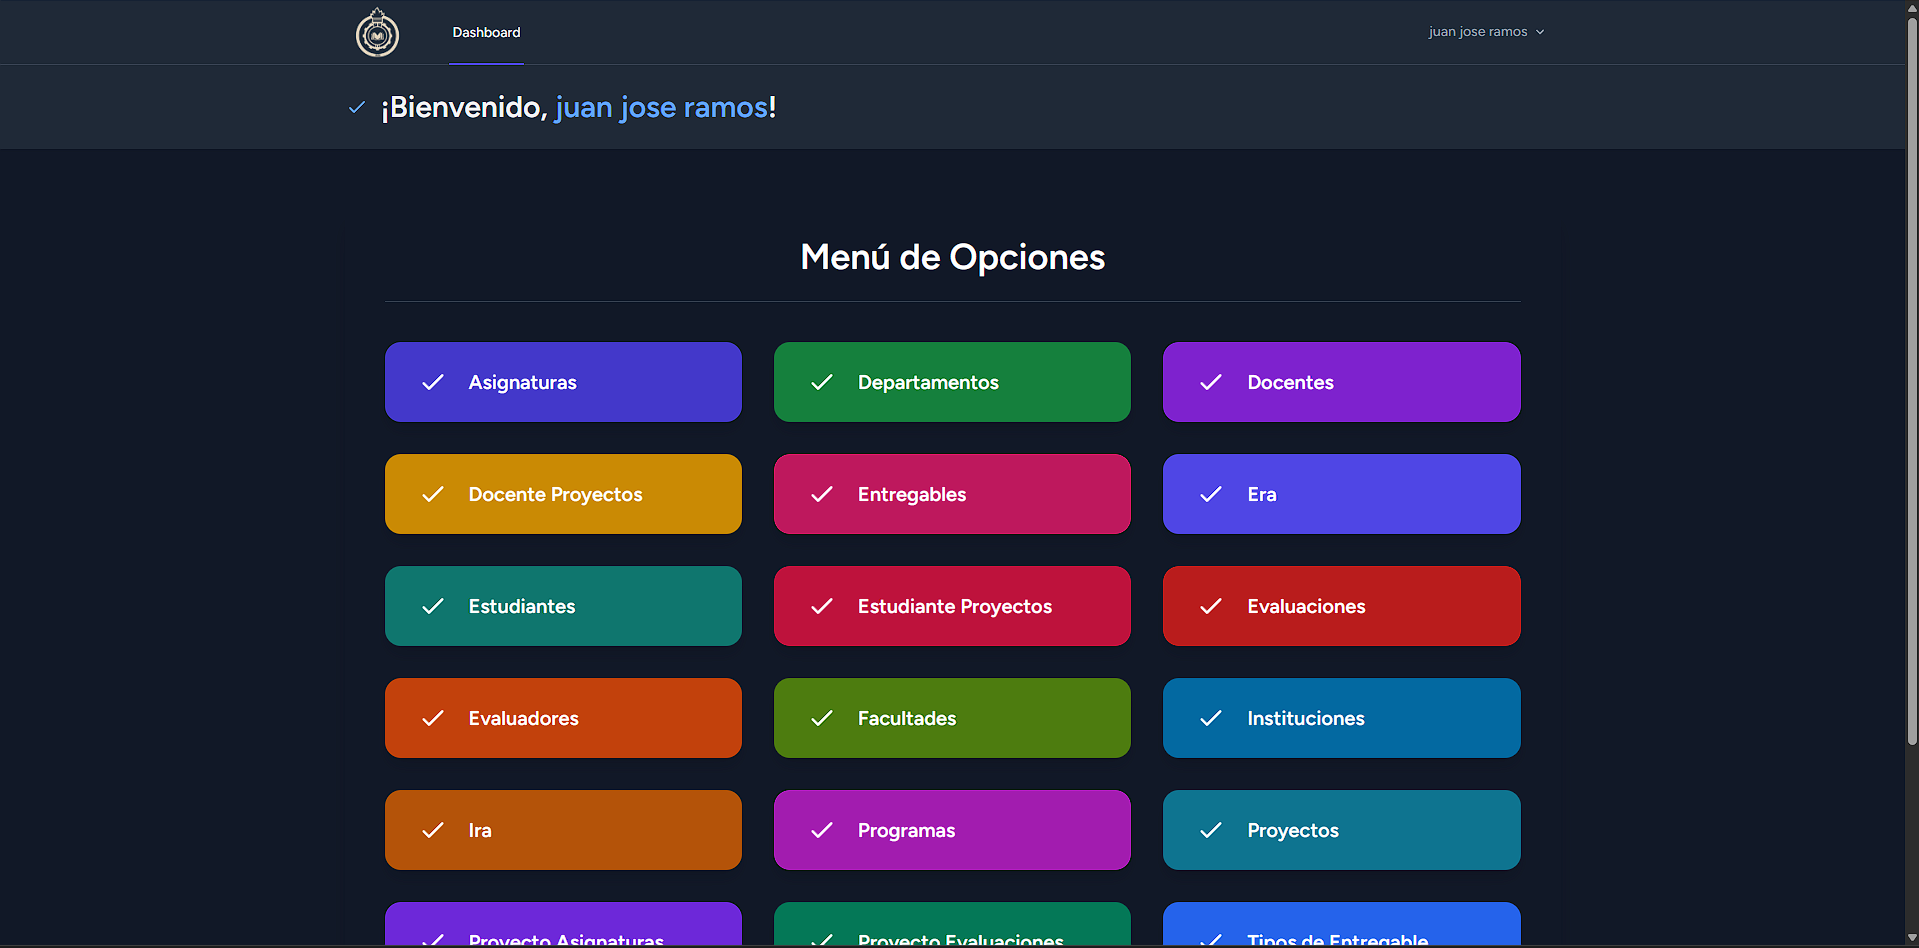 Dashboard
juan jose ramos
¡Bienvenido, juan jose ramos!
Menú de Opciones
Asignaturas
Departamentos
Docentes
Docente Proyectos
Entregables
Era
Estudiantes
Estudiante Proyectos
Evaluaciones
Evaluadores
Facultades
Instituciones
Ira
Programas
Proyectos
Proyecto Asignaturas
Proyecto Evaluaciones
Tipos de Entregable